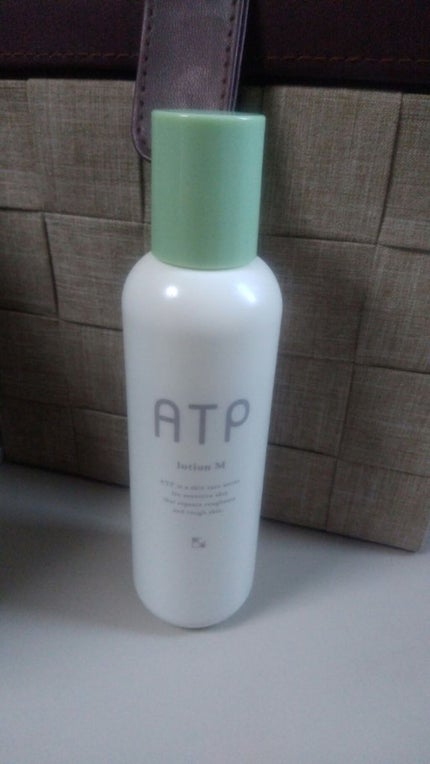 ATP
lotion M
ATP is a skin care series
for sensitive skin
that repairs roughness
and rough skin.